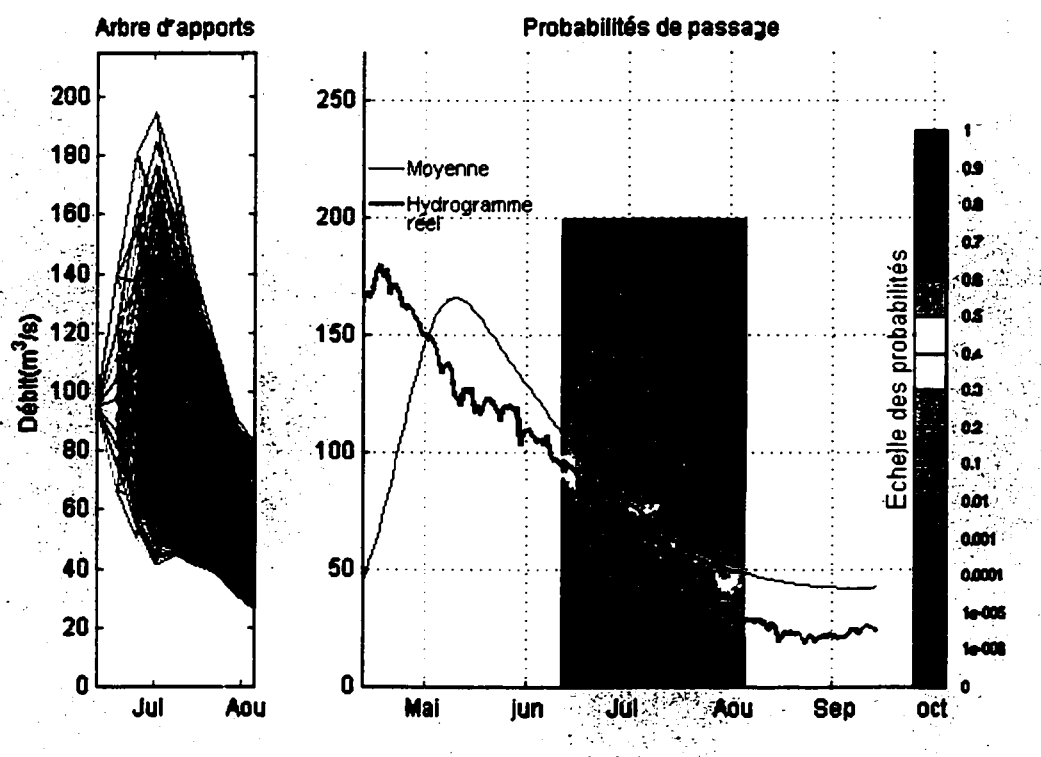 Arbre d'apports
Probabilités de passage
Débit(m³/s)
200
180
160
140
120
100
80
60
40
20
0
Jul
Aou
250
200
150
100
50
0
Moyenne
Hydrogramme
réel
Mai
jun
Jul
Aou
Sep
oct
Echelle des probabilités
1
0.9
0.8
0.7
0.6
0.5
0.4
0.3
0.2
0.1
0.01
0.001
0.0001
1e-005
1e-006
0